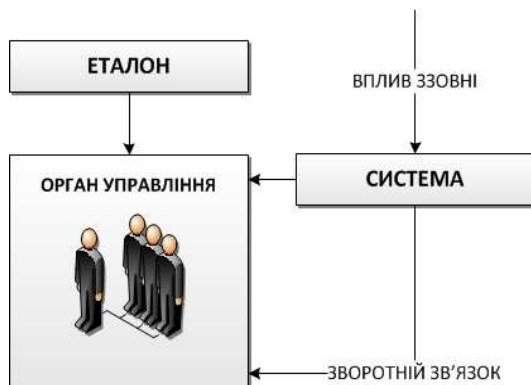 ЕТАЛОН
ВПЛИВ ЗЗОВНІ
ОРГАН УПРАВЛІННЯ
СИСТЕМА
ЗВОРОТНІЙ ЗВ'ЯЗОК